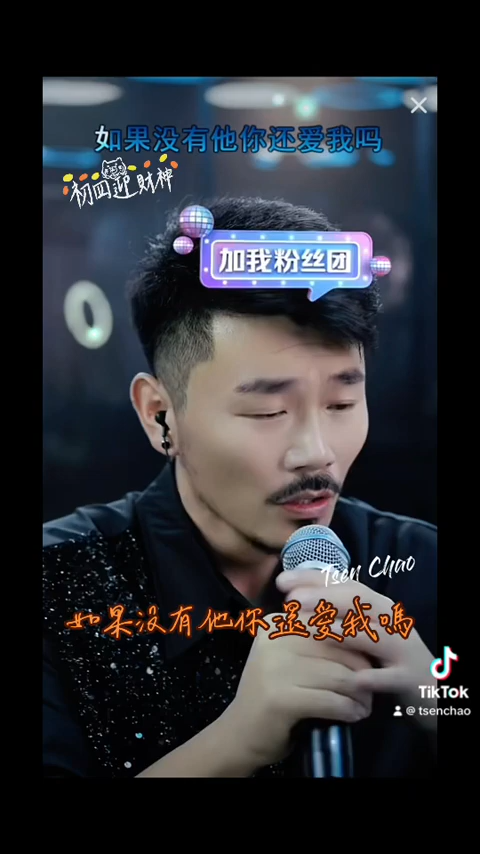 如果没有他你还爱我吗
初四迎财神
加我粉丝团
Tsen Chao
如果沒有他你還愛我嗎
TikTok
@ tsenchao